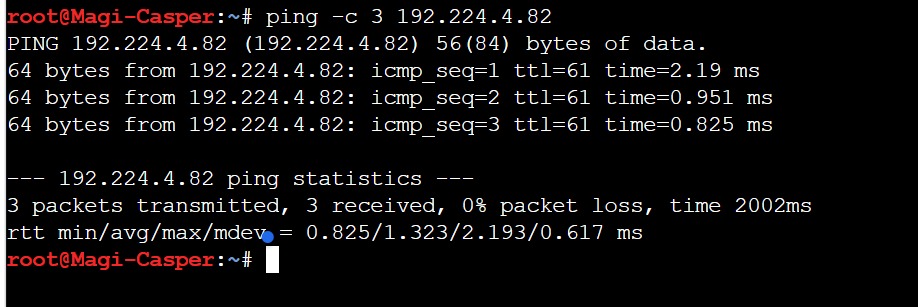 root@Magi-Casper:~# ping -c 3 192.224.4.82
PING 192.224.4.82 (192.224.4.82) 56(84) bytes of data.
64 bytes from 192.224.4.82: icmp_seq=1 ttl=61 time=2.19 ms
64 bytes from 192.224.4.82: icmp_seq=2 ttl=61 time=0.951 ms
64 bytes from 192.224.4.82: icmp_seq=3 ttl=61 time=0.825 ms
--- 192.224.4.82 ping statistics ---
3 packets transmitted, 3 received, 0% packet loss, time 2002ms
rtt min/avg/max/mdev = 0.825/1.323/2.193/0.617 ms
root@Magi-Casper:~#